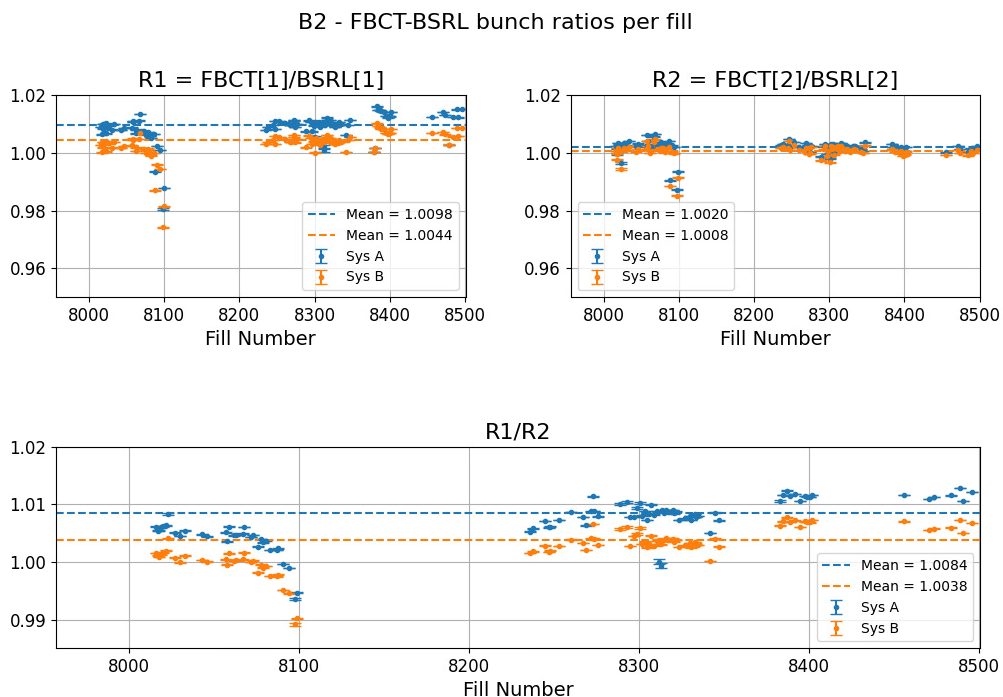 B2 - FBCT-BSRL bunch ratios per fill
R1 = FBCT[1]/BSRL[1]
1.02
1.00
0.98
0.96
Mean = 1.0098
Mean = 1.0044
Sys A
Sys B
8000 8100 8200 8300 8400 8500
Fill Number
R2 = FBCT[2]/BSRL[2]
1.02
1.00
0.98
0.96
Mean = 1.0020
Mean = 1.0008
Sys A
Sys B
8000 8100 8200 8300 8400 8500
Fill Number
R1/R2
1.02
1.01
1.00
0.99
Mean = 1.0084
Mean = 1.0038
Sys A
Sys B
8000 8100 8200 8300 8400 8500
Fill Number